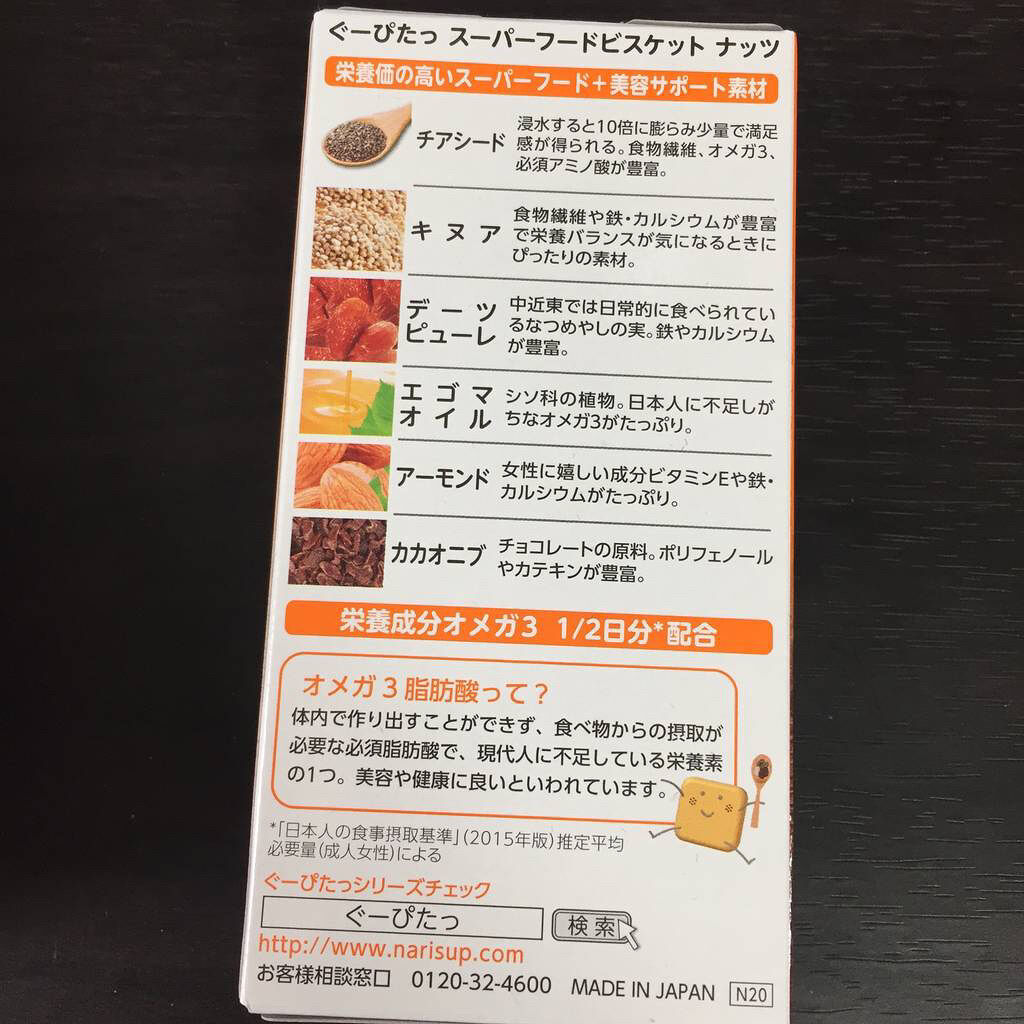 ぐーぴたっ スーパーフードビスケット ナッツ
栄養価の高いスーパーフード+美容サポート素材
チアシード
浸水すると10倍に膨らみ少量で満足
感が得られる。食物繊維、オメガ3、
必須アミノ酸が豊富。
キヌア
食物繊維や鉄・カルシウムが豊富
で栄養バランスが気になるときに
ぴったりの素材。
デーツ
ピューレ
中近東では日常的に食べられてい
るなつめやしの実。鉄やカルシウム
が豊富。
エゴマ
オイル
シソ科の植物。日本人に不足しが
ちなオメガ3がたっぷり。
アーモンド
女性に嬉しい成分ビタミンEや鉄・
カルシウムがたっぷり。
カカオニブ
チョコレートの原料。ポリフェノール
やカテキンが豊富。
栄養成分オメガ3 1/2日分*配合
オメガ3脂肪酸って?
体内で作り出すことができず、食べ物からの摂取が
必要な必須脂肪酸で、現代人に不足している栄養素
の1つ。美容や健康に良いといわれています。
*「日本人の食事摂取基準」(2015年版)推定平均
必要量(成人女性)による
ぐーぴたっシリーズチェック
ぐーぴたっ 検索
http://www.narisup.com
お客様相談窓口 0120-32-4600 MADE IN JAPAN N20